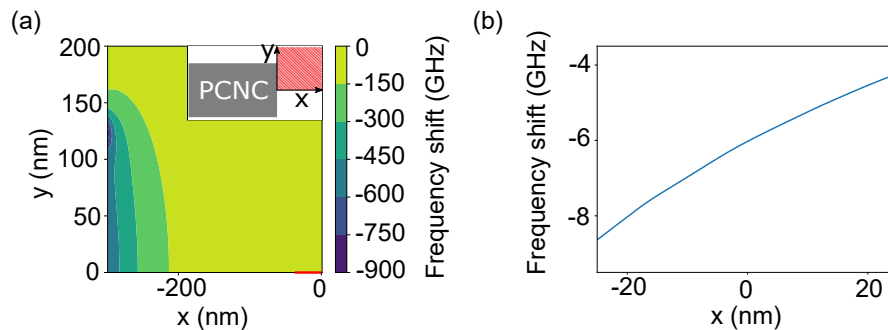 (a)
200
150
100
50
0
y (nm)
-200
0
x (nm)
PCNC
y
x
0
-150
-300
-450
-600
-750
-900
Frequency shift (GHz)
(b)
-4
-6
-8
Frequency shift (GHz)
-20
0
20
x (nm)